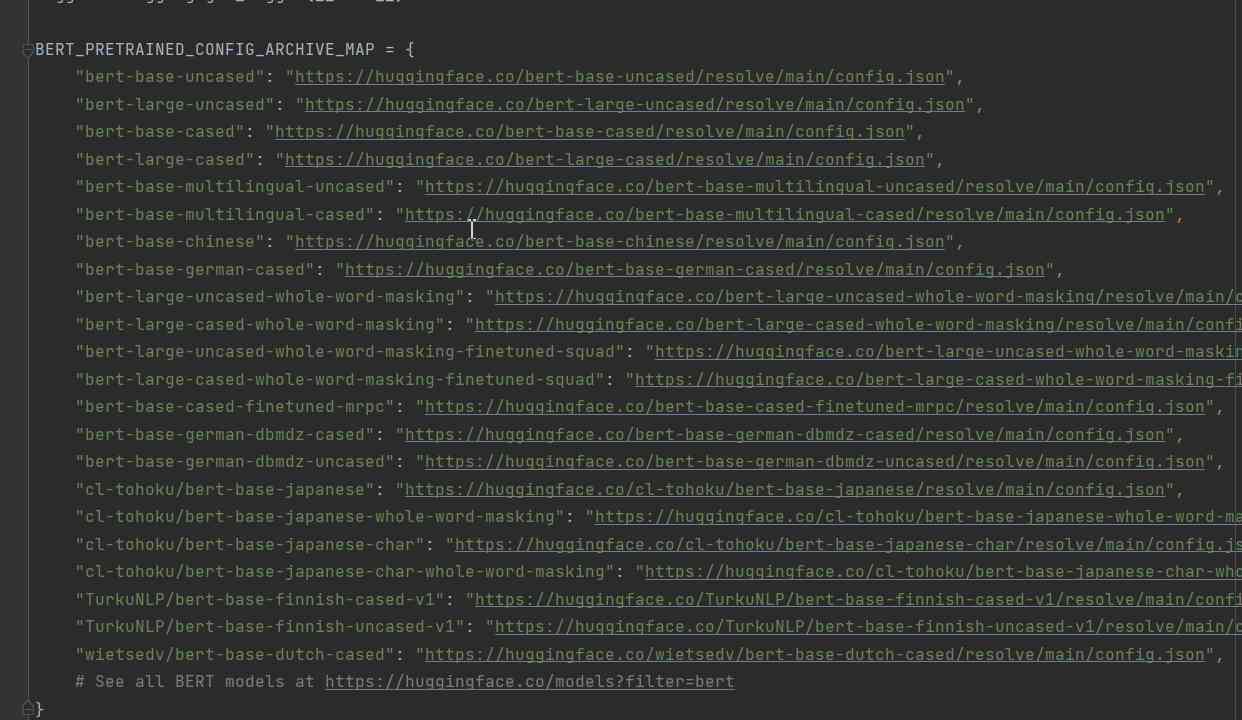 BERT_PRETRAINED_CONFIG_ARCHIVE_MAP = {
"bert-base-uncased": "https://huggingface.co/bert-base-uncased/resolve/main/config.json",
"bert-large-uncased": "https://huggingface.co/bert-large-uncased/resolve/main/config.json",
"bert-base-cased": "https://huggingface.co/bert-base-cased/resolve/main/config.json",
"bert-large-cased": "https://huggingface.co/bert-large-cased/resolve/main/config.json",
"bert-base-multilingual-uncased": "https://huggingface.co/bert-base-multilingual-uncased/resolve/main/config.json",
"bert-base-multilingual-cased": "https://huggingface.co/bert-base-multilingual-cased/resolve/main/config.json",
"bert-base-chinese": "https://huggingface.co/bert-base-chinese/resolve/main/config.json",
"bert-base-german-cased": "https://huggingface.co/bert-base-german-cased/resolve/main/config.json",
"bert-large-uncased-whole-word-masking": "https://huggingface.co/bert-large-uncased-whole-word-masking/resolve/main/c
"bert-large-cased-whole-word-masking": "https://huggingface.co/bert-large-cased-whole-word-masking/resolve/main/confi
"bert-large-uncased-whole-word-masking-finetuned-squad": "https://huggingface.co/bert-large-uncased-whole-word-maskin
"bert-large-cased-whole-word-masking-finetuned-squad": "https://huggingface.co/bert-large-cased-whole-word-masking-fi
"bert-base-cased-finetuned-mrpc": "https://huggingface.co/bert-base-cased-finetuned-mrpc/resolve/main/config.json",
"bert-base-german-dbmdz-cased": "https://huggingface.co/bert-base-german-dbmdz-cased/resolve/main/config.json",
"bert-base-german-dbmdz-uncased": "https://huggingface.co/bert-base-german-dbmdz-uncased/resolve/main/config.json",
"cl-tohoku/bert-base-japanese": "https://huggingface.co/cl-tohoku/bert-base-japanese/resolve/main/config.json",
"cl-tohoku/bert-base-japanese-whole-word-masking": "https://huggingface.co/cl-tohoku/bert-base-japanese-whole-word-ma
"cl-tohoku/bert-base-japanese-char": "https://huggingface.co/cl-tohoku/bert-base-japanese-char/resolve/main/config.js
"cl-tohoku/bert-base-japanese-char-whole-word-masking": "https://huggingface.co/cl-tohoku/bert-base-japanese-char-who
"TurkuNLP/bert-base-finnish-cased-v1": "https://huggingface.co/TurkuNLP/bert-base-finnish-cased-v1/resolve/main/confi
"TurkuNLP/bert-base-finnish-uncased-v1": "https://huggingface.co/TurkuNLP/bert-base-finnish-uncased-v1/resolve/main/c
"wietsedv/bert-base-dutch-cased": "https://huggingface.co/wietsedv/bert-base-dutch-cased/resolve/main/config.json",
# See all BERT models at https://huggingface.co/models?filter=bert
}